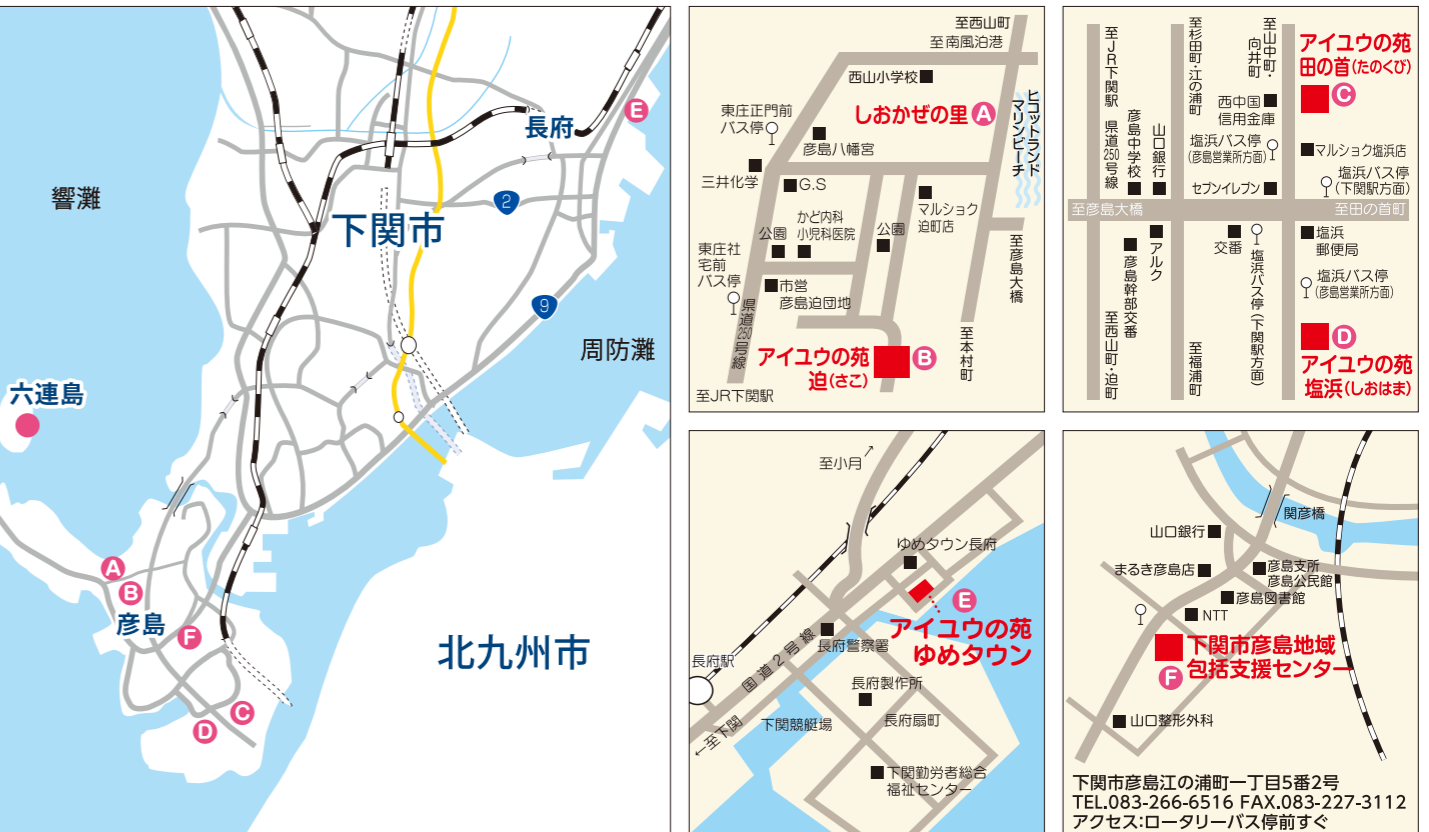 響灘
六連島
下関市
長府
E
2
9
周防灘
北九州市
A
B
彦島
F
C
D
至西山町
至南風泊港
西山小学校
東庄正門前
バス停
しおかぜの里 A
ヒコットランド
マリンビーチ
彦島八幡宮
三井化学
G.S
かど内科
小児科医院
公園
公園
マルショク
迫町店
東庄社
宅前
バス停
市営
彦島迫団地
県道250号線
至彦島大橋
アイユウの苑
迫(さこ)
B
至本村町
至JR下関駅
至JR下関駅 県道250号線
至杉田町・江の浦町
至山中町・
向井町
アイユウの苑
田の首(たのくび)
C
彦島中学校
山口銀行
西中国
信用金庫
塩浜バス停
(彦島営業所方面)
マルショク塩浜店
塩浜バス停
(下関駅方面)
セブンイレブン
至彦島大橋
至田の首町
彦島幹部交番
アルク
交番
塩浜バス停(下関駅方面)
塩浜
郵便局
塩浜バス停
(彦島営業所方面)
至西山町・迫町
至福浦町
D
アイユウの苑
塩浜(しおはま)
至小月→
ゆめタウン長府
E
アイユウの苑
ゆめタウン
長府警察署
国道2号線
長府駅
長府製作所
長府扇町
下関競艇場
←至下関
下関勤労者総合
福祉センター
関彦橋
山口銀行
まるき彦島店
彦島支所
彦島公民館
彦島図書館
NTT
下関市彦島地域
包括支援センター
F
山口整形外科
下関市彦島江の浦町一丁目5番2号
TEL.083-266-6516 FAX.083-227-3112
アクセス:ロータリーバス停前すぐ